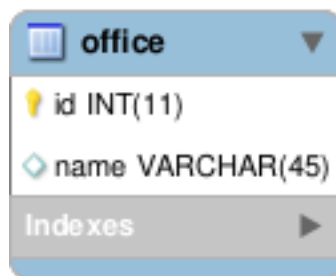 office
id INT(11)
name VARCHAR(45)
Indexes